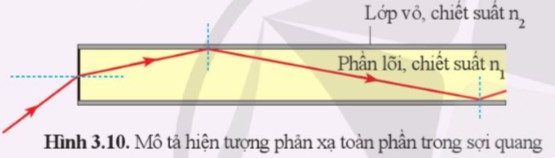 Lớp vỏ, chiết suất n₂
Phần lõi, chiết suất n₁
Hình 3.10. Mô tả hiện tượng phản xạ toàn phần trong sợi quang